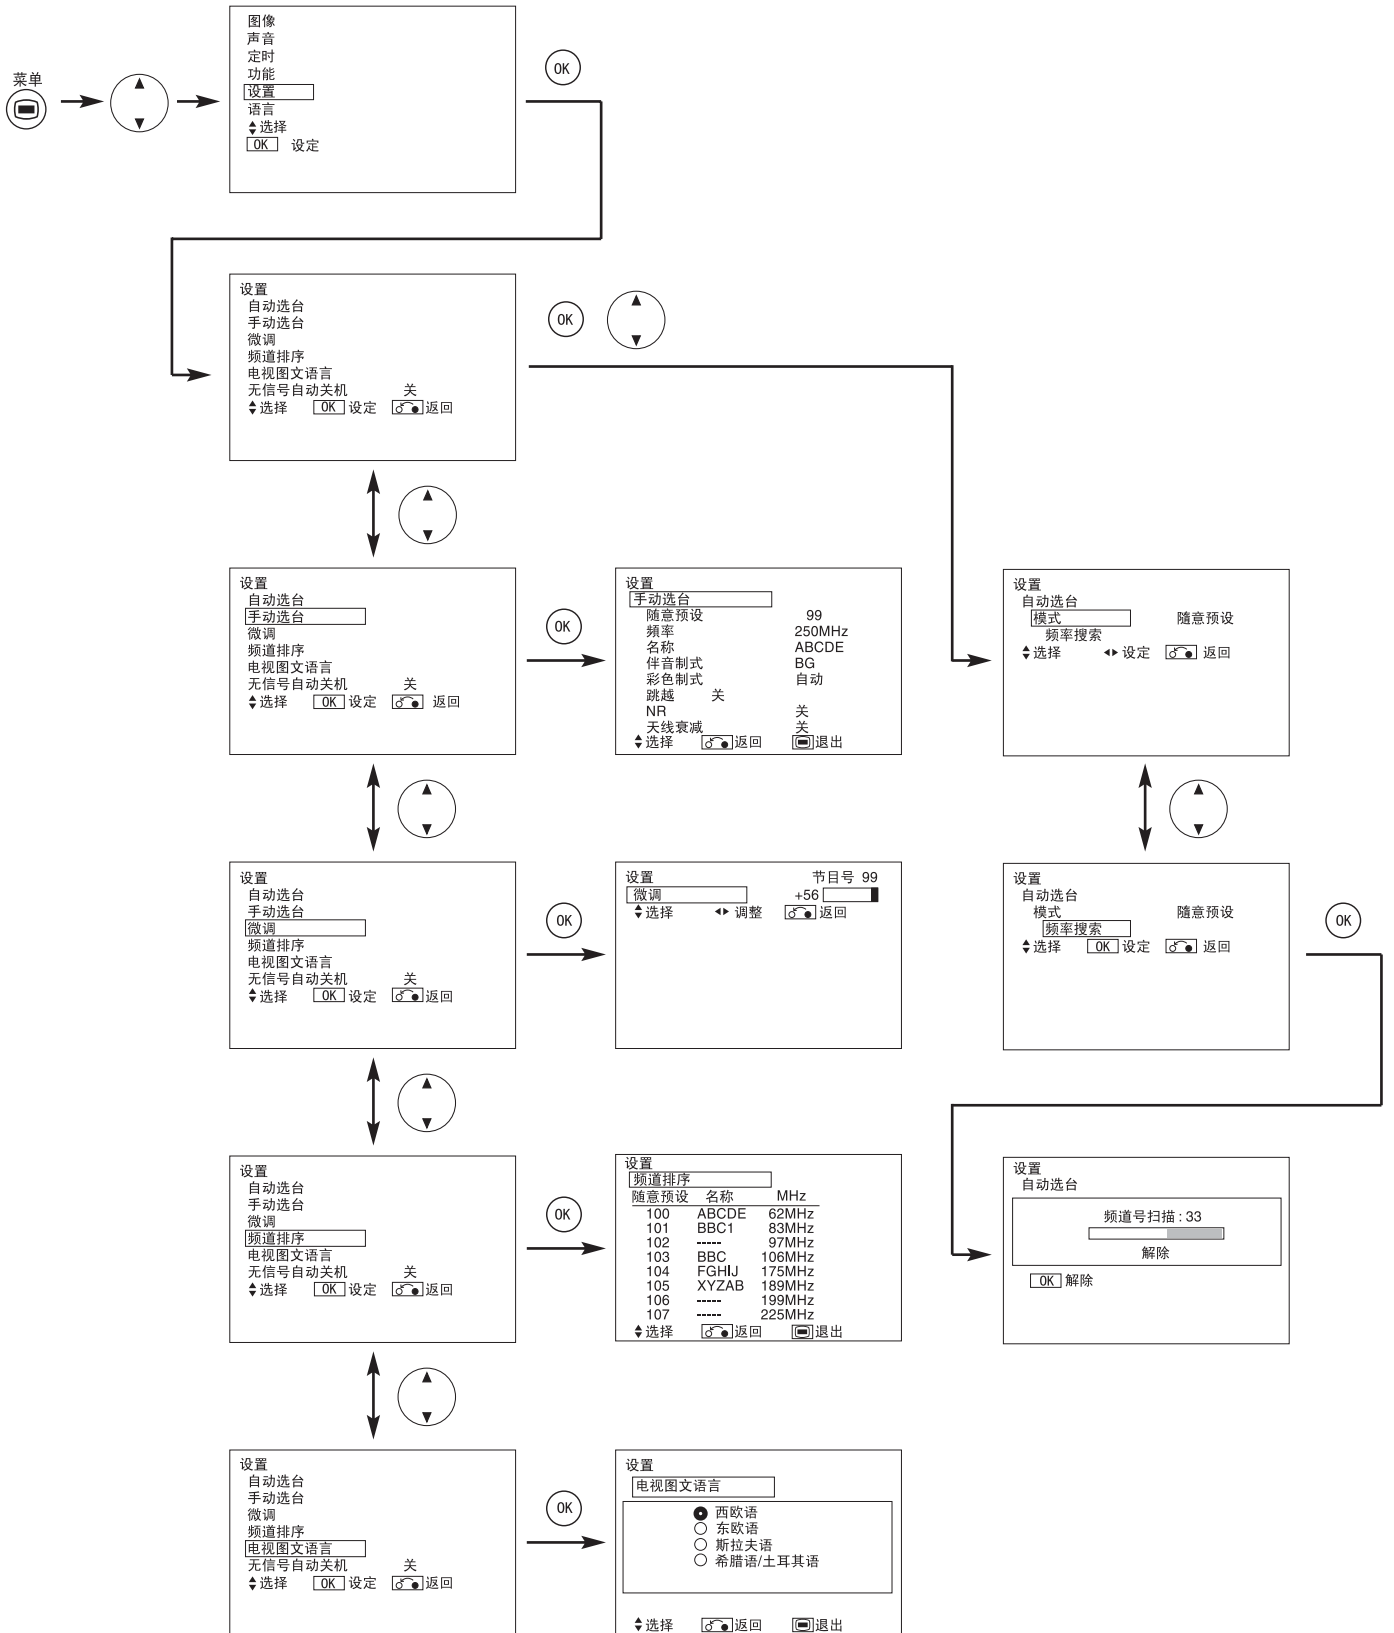 菜单
图像
声音
定时
功能
设置
语言
选择
OK 设定
OK
设置
自动选台
手动选台
微调
频道排序
电视图文语言
无信号自动关机 关
选择 OK 设定 返回
OK
设置
自动选台
手动选台
微调
频道排序
电视图文语言
无信号自动关机 关
选择 OK 设定 返回
OK
设置
手动选台
随意预设 99
頻率 250MHz
名称 ABCDE
伴音制式 BG
彩色制式 自动
跳越 关
NR 关
天线衰减 关
选择 返回 退出
设置
自动选台
模式 随意预设
频率搜索
选择 设定 返回
设置
自动选台
手动选台
微调
频道排序
电视图文语言
无信号自动关机 关
选择 OK 设定 返回
OK
设置 节目号 99
微调 +56
选择 调整 返回
设置
自动选台
模式 随意预设
频率搜索
选择 OK 设定 返回
OK
设置
自动选台
手动选台
微调
频道排序
电视图文语言
无信号自动关机 关
选择 OK 设定 返回
OK
设置
频道排序
随意预设 名称 MHz
100 ABCDE 62MHz
101 BBC1 83MHz
102 ----- 97MHz
103 BBC 106MHz
104 FGHIJ 175MHz
105 XYZAB 189MHz
106 ----- 199MHz
107 ----- 225MHz
选择 返回 退出
设置
自动选台
频道号扫描 : 33
解除
OK 解除
设置
自动选台
手动选台
微调
频道排序
电视图文语言
无信号自动关机 关
选择 OK 设定 返回
OK
设置
电视图文语言
西欧语
东欧语
斯拉夫语
希腊语/土耳其语
选择 返回 退出